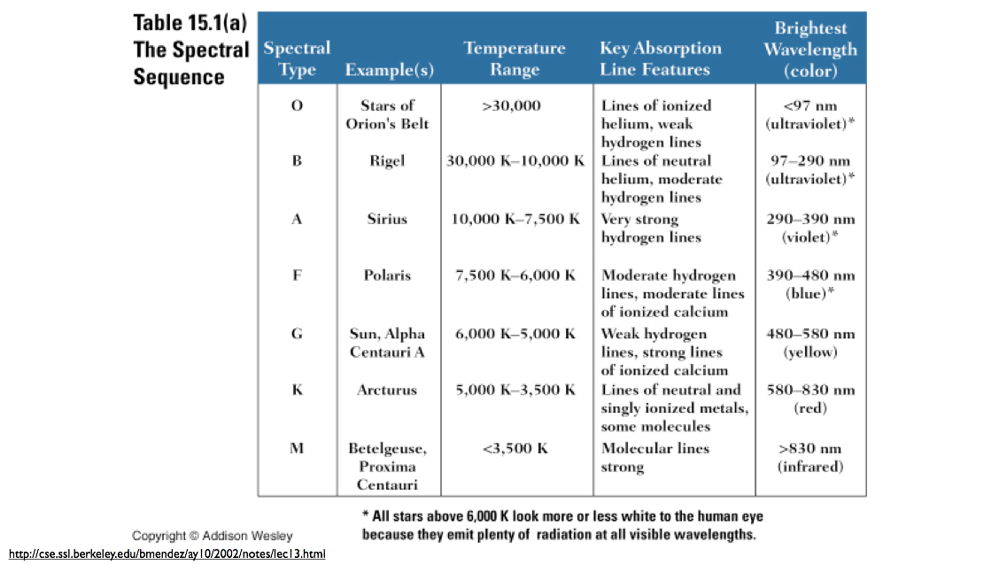 Table 15.1(a)
The Spectral
Sequence
Spectral Type Example(s) Temperature Range Key Absorption Line Features Brightest Wavelength (color)
O Stars of Orion's Belt >30,000 Lines of ionized helium, weak hydrogen lines <97 nm (ultraviolet)*
B Rigel 30,000 K–10,000 K Lines of neutral helium, moderate hydrogen lines 97–290 nm (ultraviolet)*
A Sirius 10,000 K–7,500 K Very strong hydrogen lines 290–390 nm (violet)*
F Polaris 7,500 K–6,000 K Moderate hydrogen lines, moderate lines of ionized calcium 390–480 nm (blue)*
G Sun, Alpha Centauri A 6,000 K–5,000 K Weak hydrogen lines, strong lines of ionized calcium 480–580 nm (yellow)
K Arcturus 5,000 K–3,500 K Lines of neutral and singly ionized metals, some molecules 580–830 nm (red)
M Betelgeuse, Proxima Centauri <3,500 K Molecular lines strong >830 nm (infrared)
* All stars above 6,000 K look more or less white to the human eye
because they emit plenty of radiation at all visible wavelengths.
Copyright © Addison Wesley
http://cse.ssl.berkeley.edu/bmendez/ay10/2002/notes/lec13.html